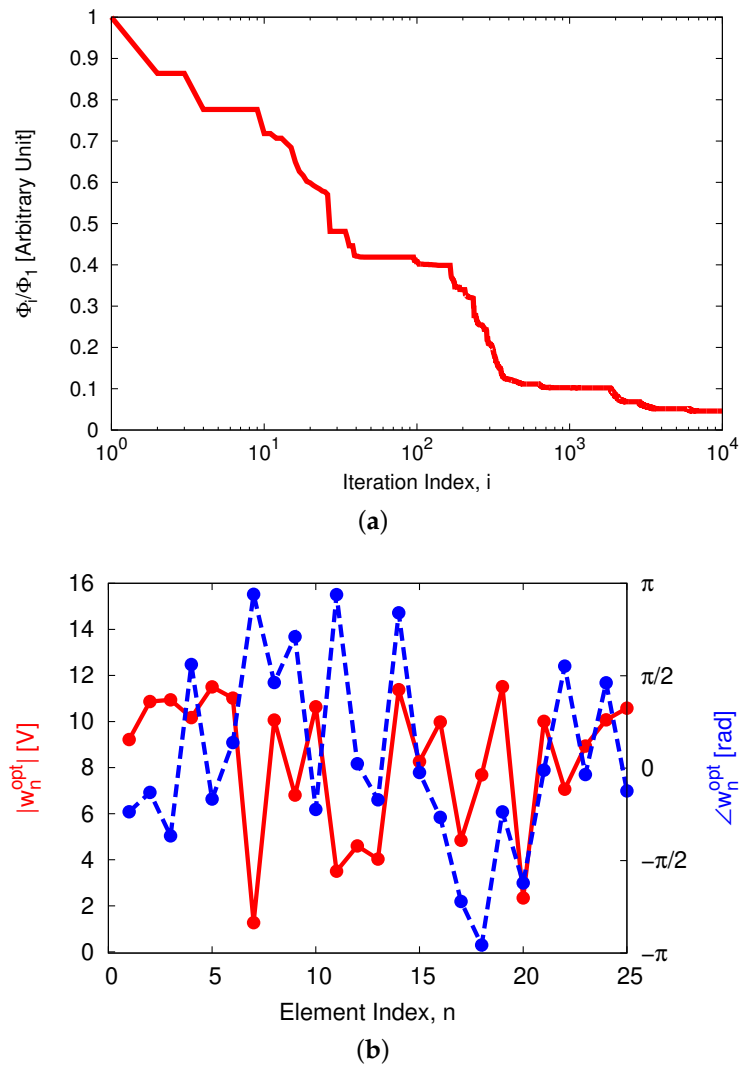 1
0.9
0.8
0.7
0.6
0.5
0.4
0.3
0.2
0.1
0
Φi/Φ1 [Arbitrary Unit]
10^0 10^1 10^2 10^3 10^4
Iteration Index, i
(a)
16
14
12
10
8
6
4
2
0
|w_n^opt| [V]
π
π/2
0
−π/2
−π
∠w_n^opt [rad]
0 5 10 15 20 25
Element Index, n
(b)